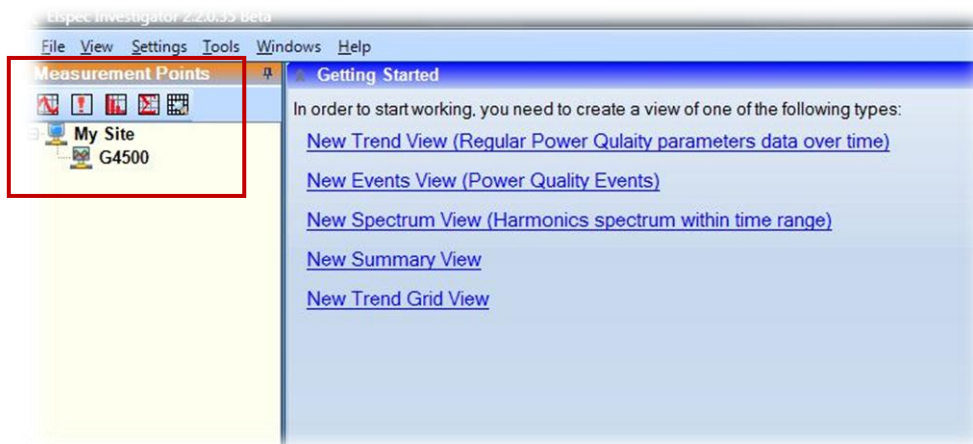 Elspec Investigator 2.2.0.35 Beta
File View Settings Tools Windows Help
Measurement Points
My Site
G4500
Getting Started
In order to start working, you need to create a view of one of the following types:
New Trend View (Regular Power Qulaity parameters data over time)
New Events View (Power Quality Events)
New Spectrum View (Harmonics spectrum within time range)
New Summary View
New Trend Grid View